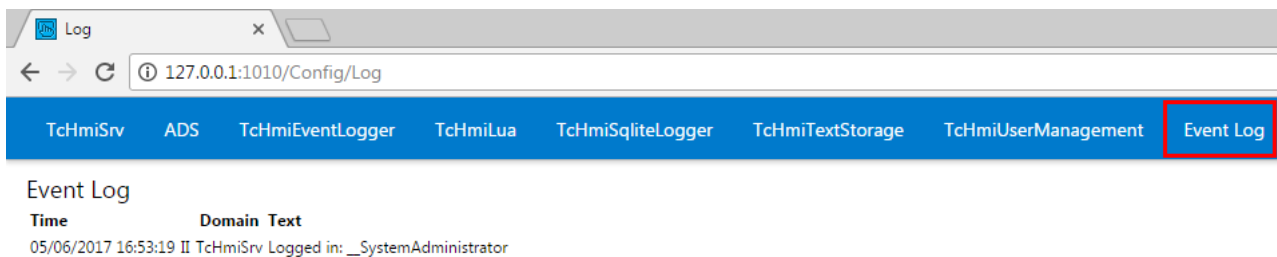 Log
127.0.0.1:1010/Config/Log
TcHmiSrv ADS TcHmiEventLogger TcHmiLua TcHmiSqliteLogger TcHmiTextStorage TcHmiUserManagement Event Log
Event Log
Time Domain Text
05/06/2017 16:53:19 II TcHmiSrv Logged in: __SystemAdministrator